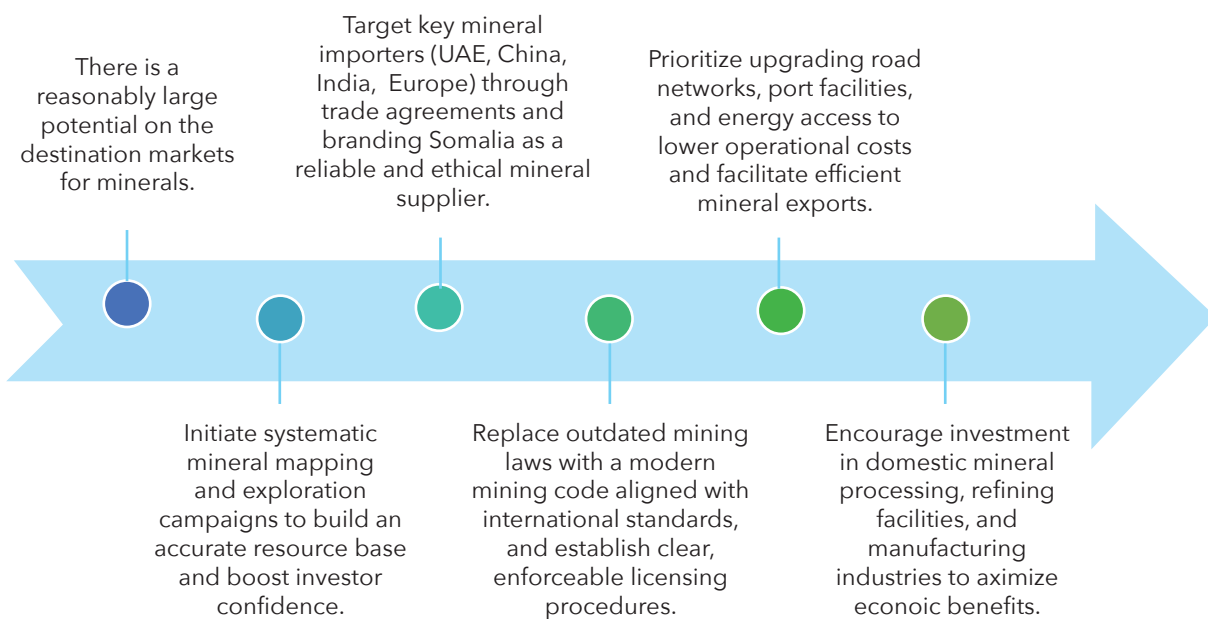 There is a
reasonably large
potential on the
destination markets
for minerals.
Initiate systematic
mineral mapping
and exploration
campaigns to build an
accurate resource base
and boost investor
confidence.
Target key mineral
importers (UAE, China,
India,  Europe) through
trade agreements and
branding Somalia as a
reliable and ethical mineral
supplier.
Replace outdated mining
laws with a modern
mining code aligned with
international standards,
and establish clear,
enforceable licensing
procedures.
Prioritize upgrading road
networks, port facilities,
and energy access to
lower operational costs
and facilitate efficient
mineral exports.
Encourage investment
in domestic mineral
processing, refining
facilities, and
manufacturing
industries to aximize
econoic benefits.